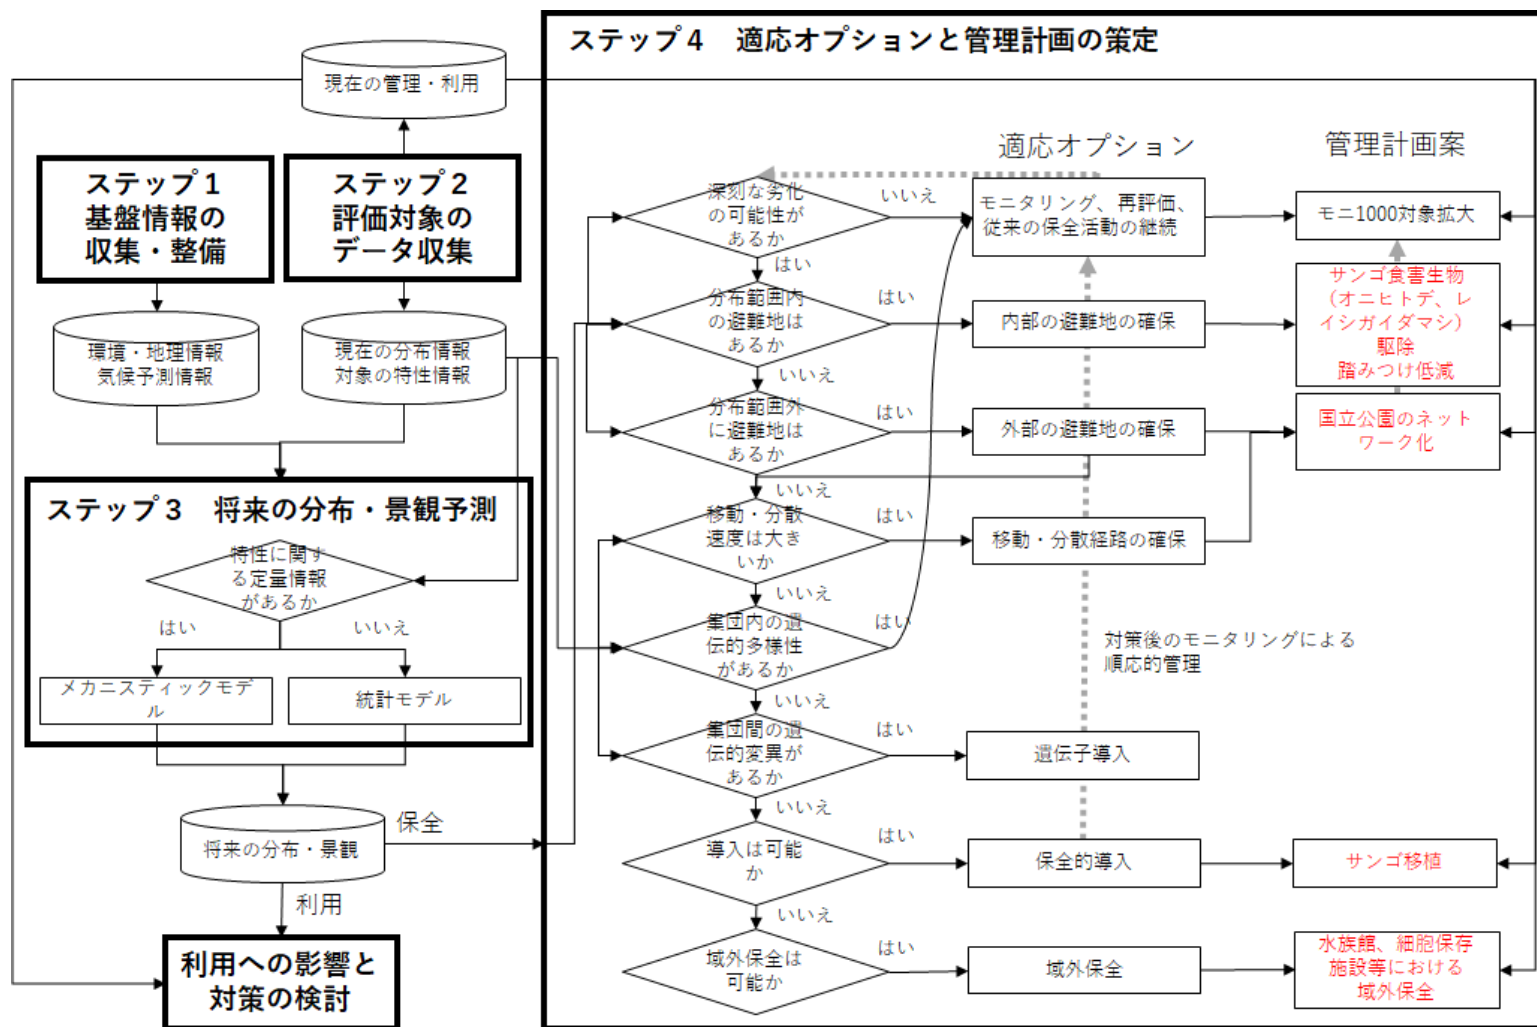 ステップ4　適応オプションと管理計画の策定
現在の管理・利用
ステップ1
基盤情報の
収集・整備
ステップ2
評価対象の
データ収集
環境・地理情報
気候予測情報
現在の分布情報
対象の特性情報
ステップ3　将来の分布・景観予測
特性に関す
る定量情報
があるか
はい
いいえ
メカニスティックモデ
ル
統計モデル
将来の分布・景観
保全
利用
利用への影響と
対策の検討
適応オプション
管理計画案
深刻な劣化
の可能性が
あるか
いいえ
モニタリング、再評価、
従来の保全活動の継続
モニ1000対象拡大
はい
分布範囲内
の避難地は
あるか
はい
内部の避難地の確保
サンゴ食害生物
（オニヒトデ、レ
イシガイダマシ）
駆除
踏みつけ低減
いいえ
分布範囲外
に避難地は
あるか
はい
外部の避難地の確保
国立公園のネット
ワーク化
いいえ
移動・分散
速度は大き
いか
はい
移動・分散経路の確保
いいえ
集団内の遺
伝的多様性
があるか
はい
対策後のモニタリングによる
順応的管理
いいえ
集団間の遺
伝的変異が
あるか
はい
遺伝子導入
いいえ
導入は可能
か
はい
保全的導入
サンゴ移植
いいえ
域外保全は
可能か
はい
域外保全
水族館、細胞保存
施設等における
域外保全